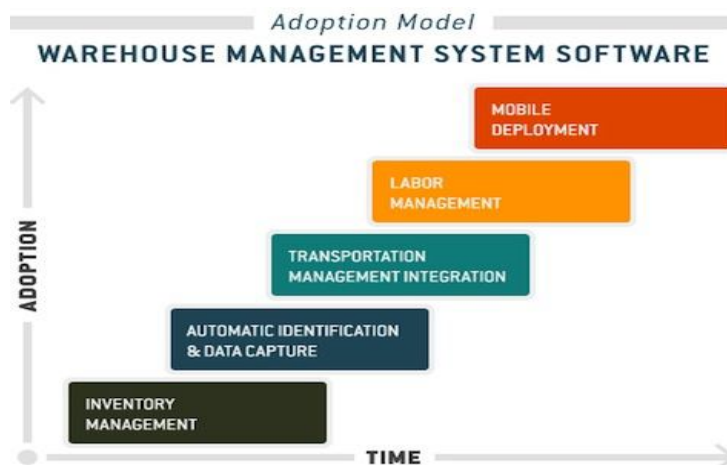 Adoption Model
WAREHOUSE MANAGEMENT SYSTEM SOFTWARE
MOBILE
DEPLOYMENT
LABOR
MANAGEMENT
TRANSPORTATION
MANAGEMENT INTEGRATION
AUTOMATIC IDENTIFICATION
& DATA CAPTURE
INVENTORY
MANAGEMENT
ADOPTION
TIME